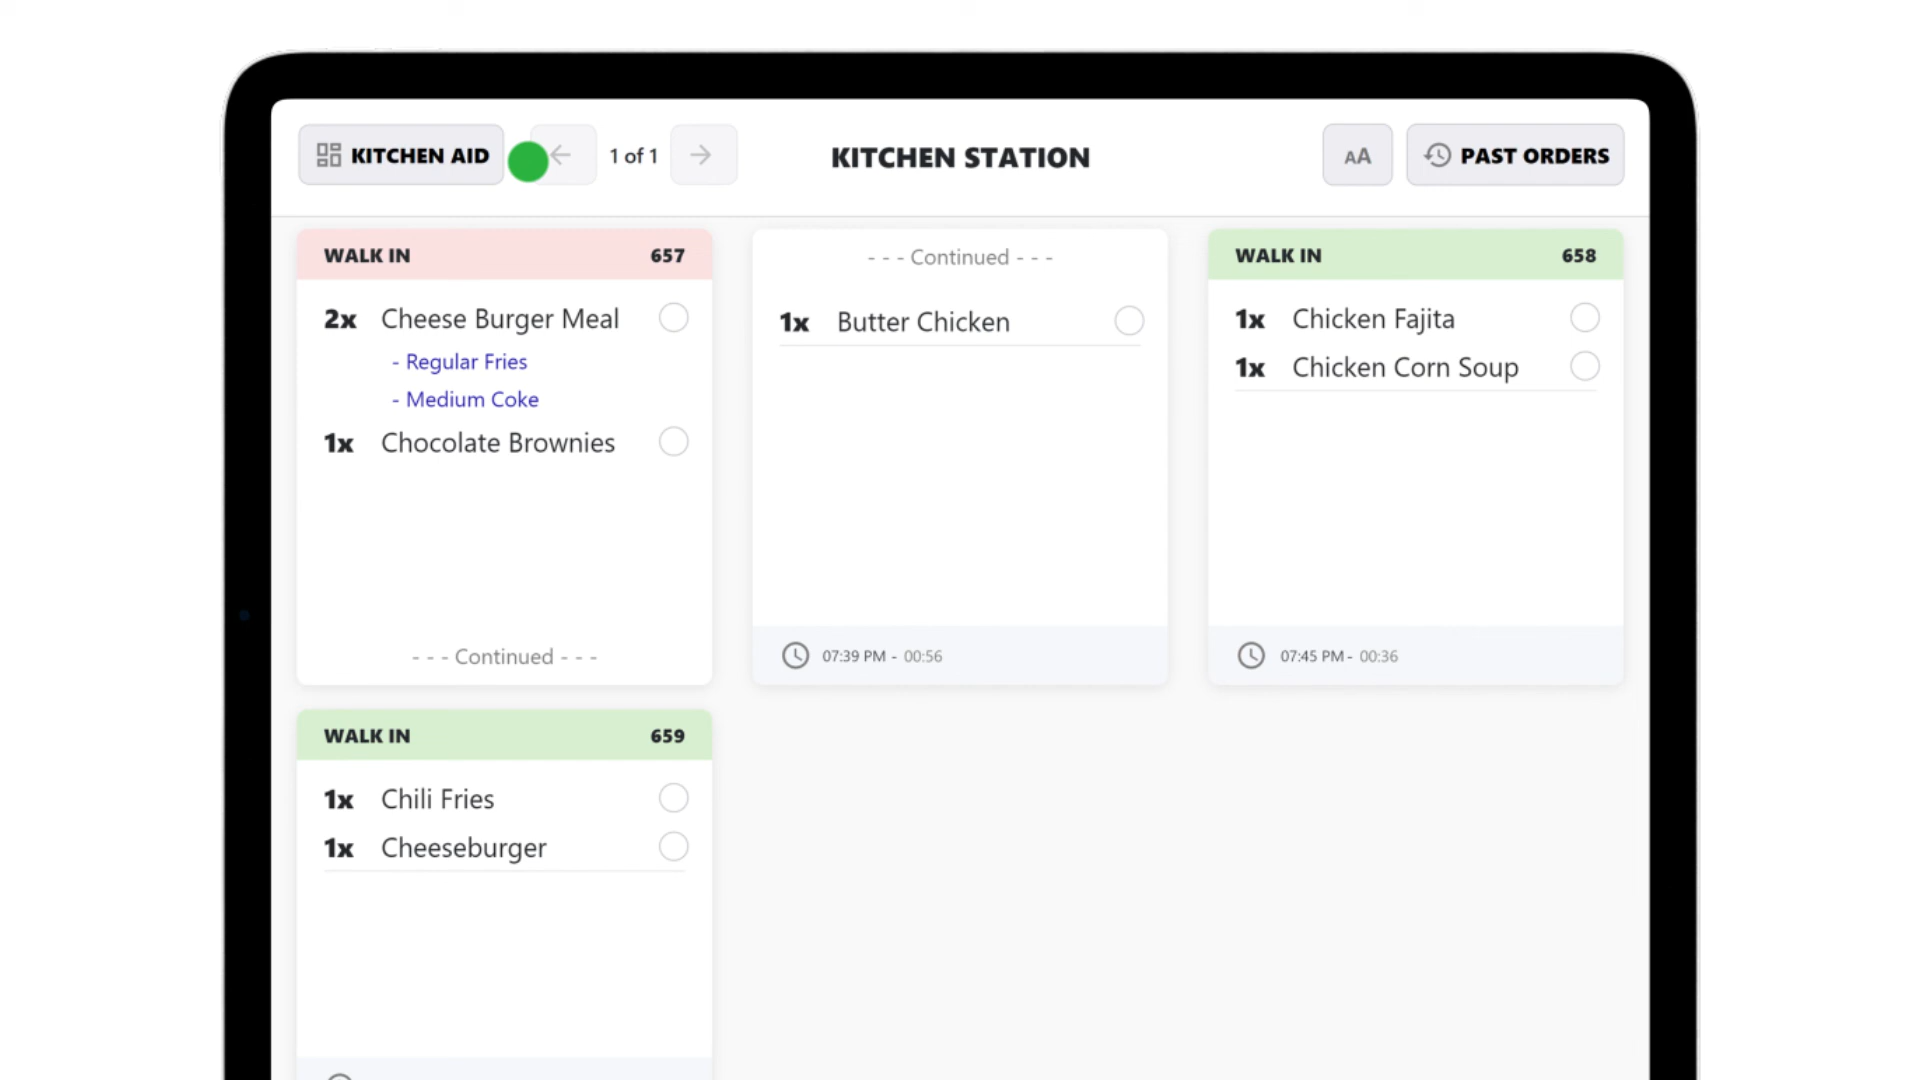 KITCHEN AID
1 of 1
KITCHEN STATION
AA
PAST ORDERS
WALK IN 657
2x Cheese Burger Meal
- Regular Fries
- Medium Coke
1x Chocolate Brownies
- - - Continued - - -
- - - Continued - - -
1x Butter Chicken
07:39 PM - 00:56
WALK IN 658
1x Chicken Fajita
1x Chicken Corn Soup
07:45 PM - 00:36
WALK IN 659
1x Chili Fries
1x Cheeseburger